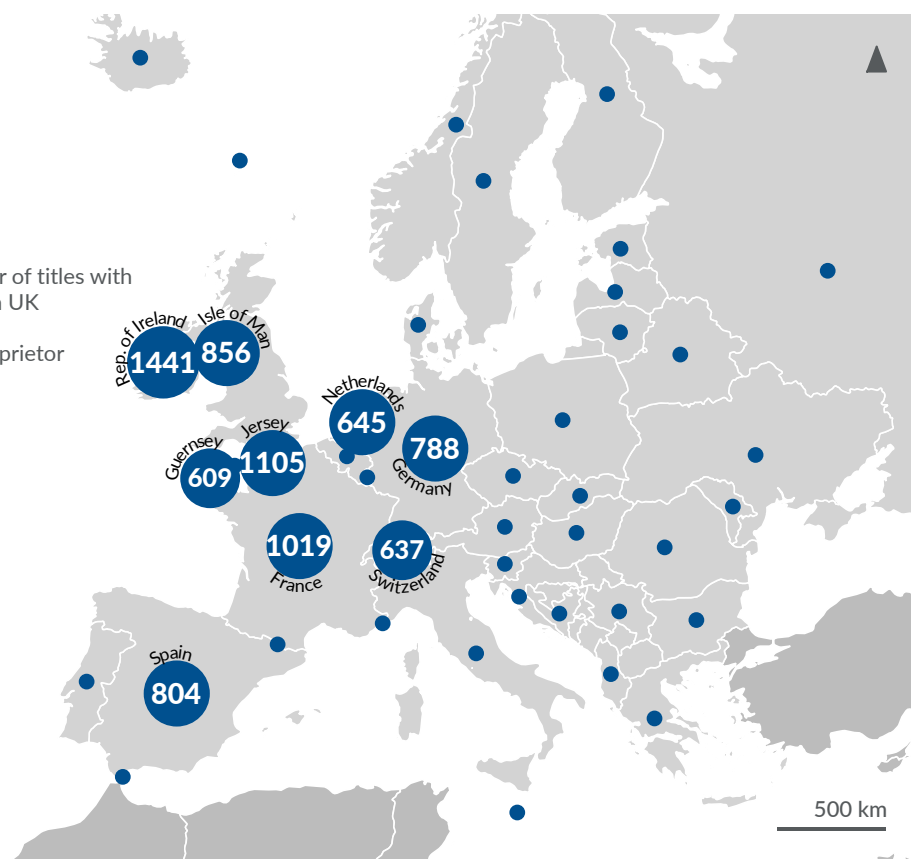 r of titles with
UK
prietor
Rep. of Ireland
1441
Isle of Man
856
Netherlands
645
788
Germany
Guernsey
609
Jersey
1105
1019
France
637
Switzerland
Spain
804
500 km